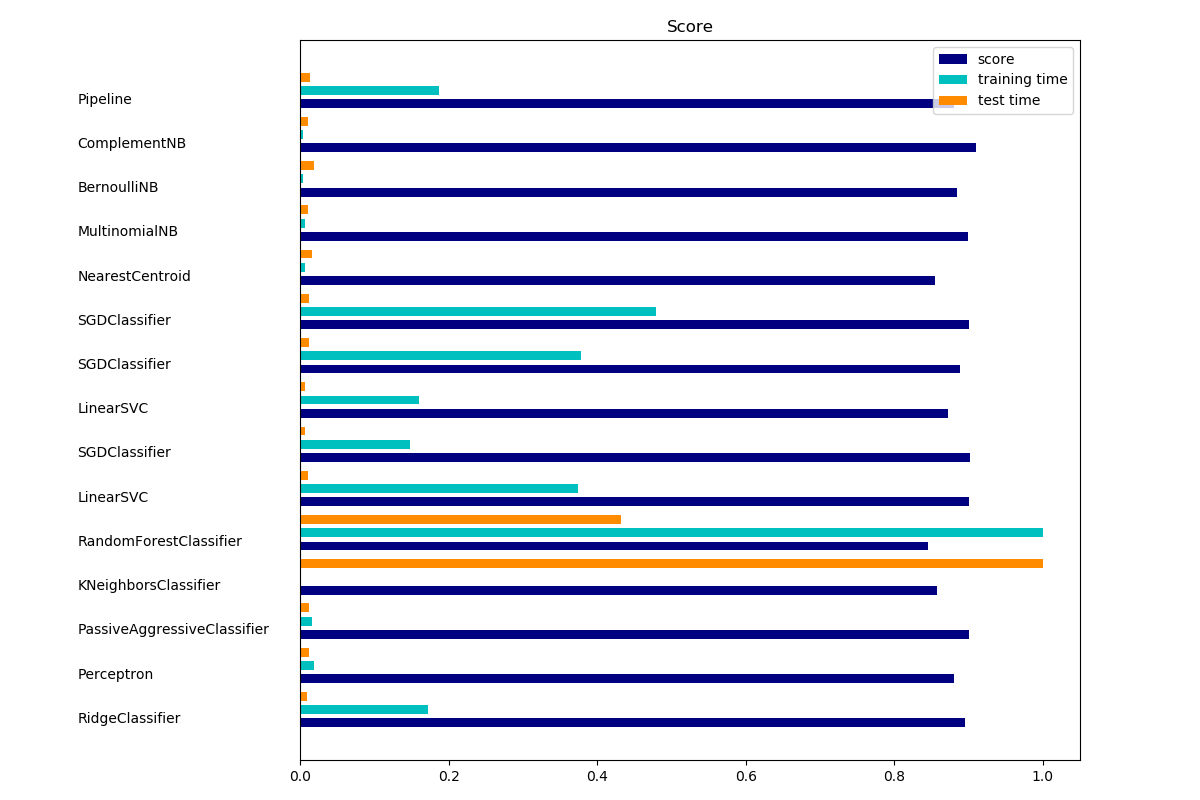 Score
score
training time
test time
Pipeline
ComplementNB
BernoulliNB
MultinomialNB
NearestCentroid
SGDClassifier
SGDClassifier
LinearSVC
SGDClassifier
LinearSVC
RandomForestClassifier
KNeighborsClassifier
PassiveAggressiveClassifier
Perceptron
RidgeClassifier
0.0 0.2 0.4 0.6 0.8 1.0